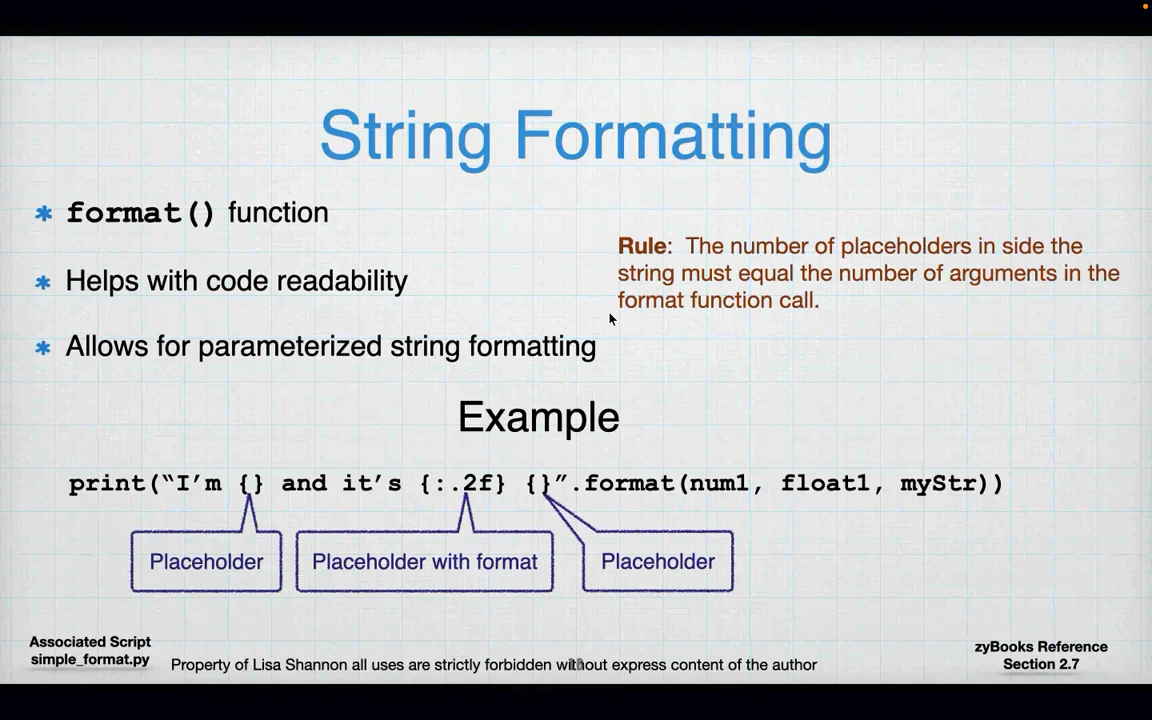 String Formatting
* format() function
Rule: The number of placeholders in side the
string must equal the number of arguments in the
format function call.
* Helps with code readability
* Allows for parameterized string formatting
Example
print(“I’m {} and it’s {:.2f} {}”.format(num1, float1, myStr))
Placeholder
Placeholder with format
Placeholder
Associated Script
simple_format.py
Property of Lisa Shannon all uses are strictly forbidden without express content of the author
zyBooks Reference
Section 2.7